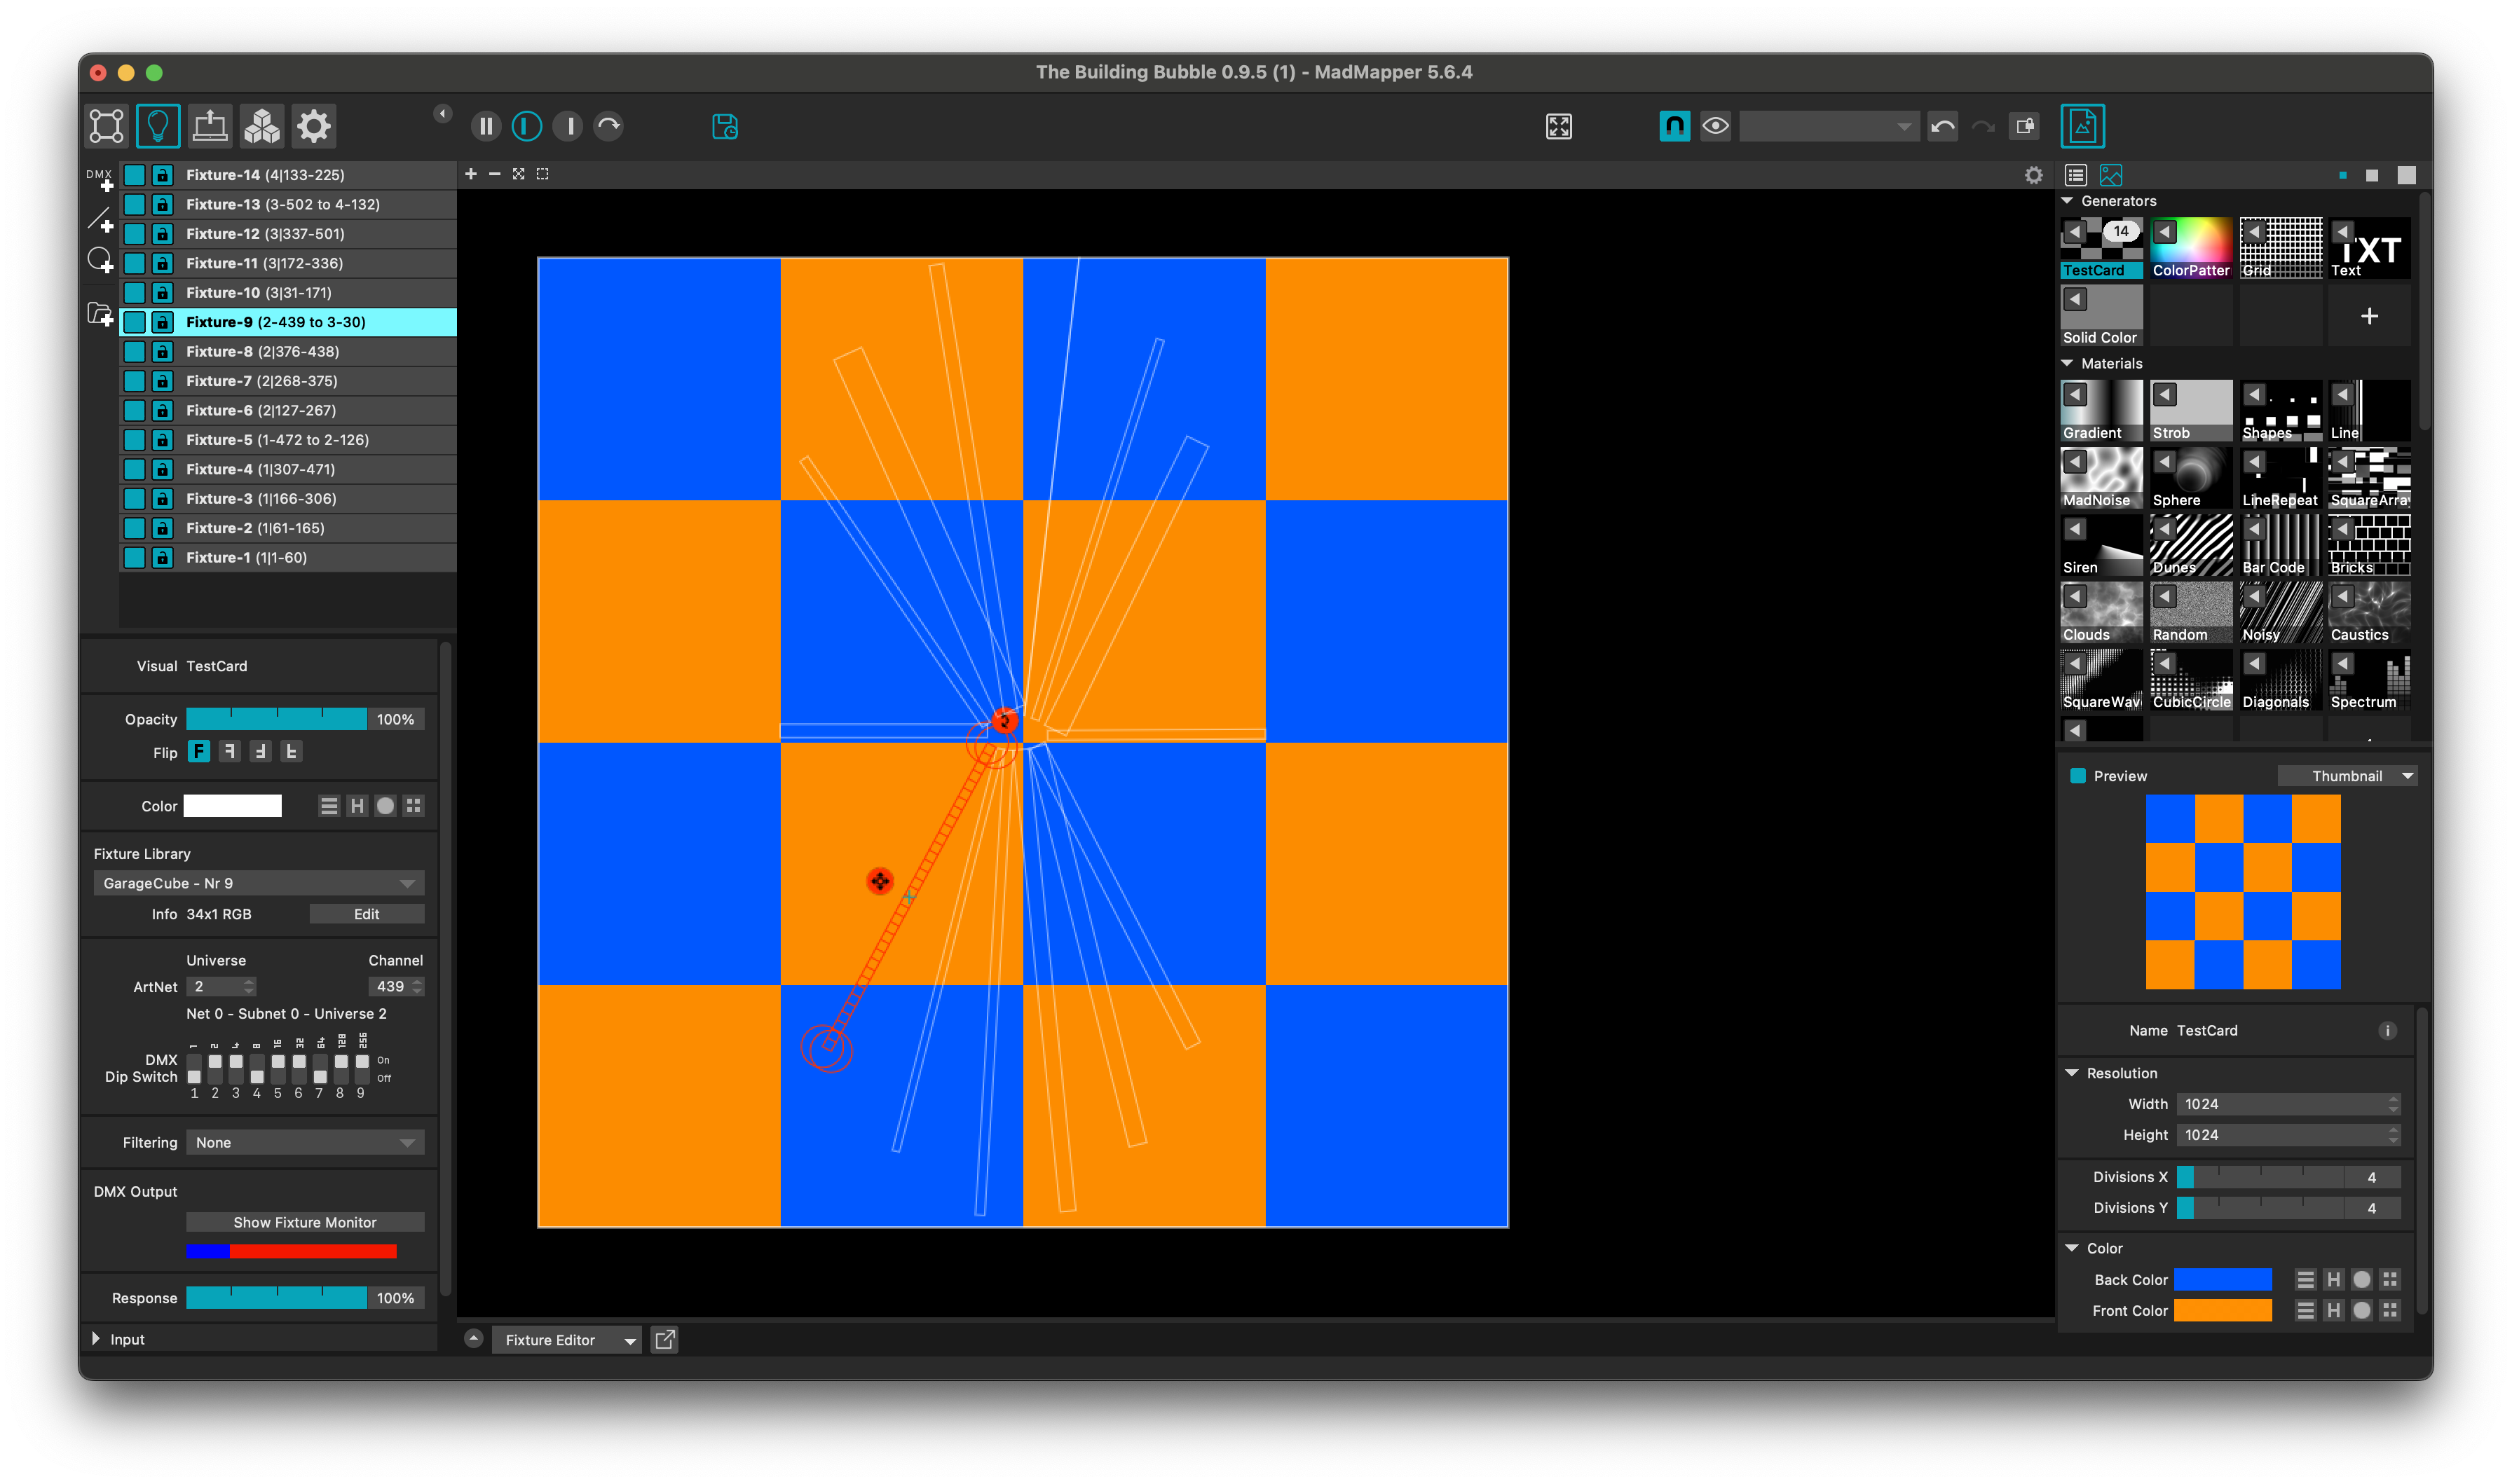 The Building Bubble 0.9.5 (1) - MadMapper 5.6.4
DMX
Fixture-14 (4|133-225)
Fixture-13 (3-502 to 4-132)
Fixture-12 (3|337-501)
Fixture-11 (3|172-336)
Fixture-10 (3|31-171)
Fixture-9 (2-439 to 3-30)
Fixture-8 (2|376-438)
Fixture-7 (2|268-375)
Fixture-6 (2|127-267)
Fixture-5 (1-472 to 2-126)
Fixture-4 (1|307-471)
Fixture-3 (1|166-306)
Fixture-2 (1|61-165)
Fixture-1 (1|1-60)
Visual TestCard
Opacity 100%
Flip F F F F
Color H
Fixture Library
GarageCube - Nr 9
Info 34x1 RGB Edit
Universe Channel
ArtNet 2 439
Net 0 - Subnet 0 - Universe 2
1 2 4 8 16 32 64 128 256
DMX On
Dip Switch Off
1 2 3 4 5 6 7 8 9
Filtering None
DMX Output
Show Fixture Monitor
Response 100%
Input
Fixture Editor
Generators
14 TXT
TestCard ColorPatter Grid Text
Solid Color
Materials
Gradient Strob Shapes Line
MadNoise Sphere LineRepeat SquareArra
Siren Dunes Bar Code Bricks
Clouds Random Noisy Caustics
SquareWav CubicCircle Diagonals Spectrum
Preview Thumbnail
Name TestCard i
Resolution
Width 1024
Height 1024
Divisions X 4
Divisions Y 4
Color
Back Color H
Front Color H